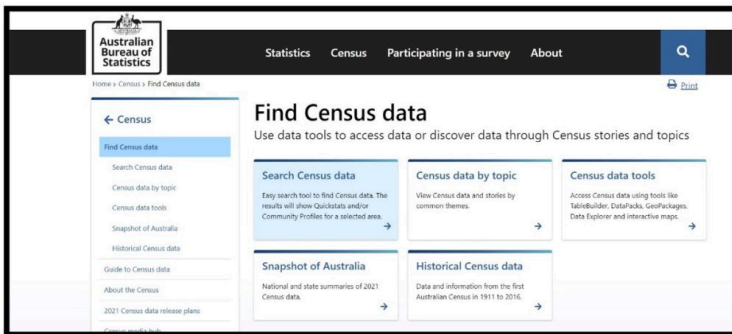 Australian
Bureau of
Statistics
Statistics Census Participating in a survey About
Home > Census > Find Census data
Print
← Census
Find Census data
Search Census data
Census data by topic
Census data tools
Snapshot of Australia
Historical Census data
Guide to Census data
About the Census
2021 Census data release plans
Census media hub
Find Census data
Use data tools to access data or discover data through Census stories and topics
Search Census data
Easy search tool to find Census data. The
results will show Quickstats and/or
Community Profiles for a selected area.
→
Census data by topic
View Census data and stories by
common themes.
→
Census data tools
Access Census data using tools like
TableBuilder, DataPacks, GeoPackages,
Data Explorer and interactive maps.
→
Snapshot of Australia
National and state summaries of 2021
Census data.
→
Historical Census data
Data and information from the first
Australian Census in 1911 to 2016.
→